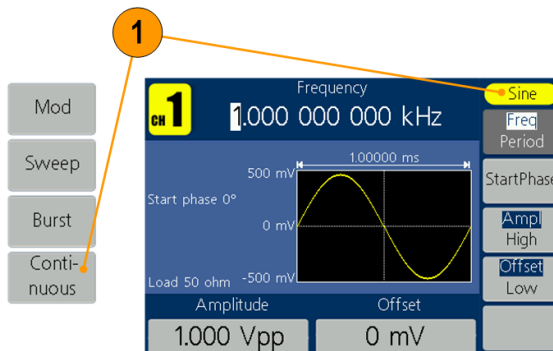 1
Mod
Sweep
Burst
Conti-
nuous
CH 1
Frequency
1.000 000 000 kHz
1.00000 ms
500 mV
Start phase 0°
0 mV
Load 50 ohm
-500 mV
Amplitude
Offset
1.000 Vpp
0 mV
Sine
Freq
Period
StartPhase
Ampl
High
Offset
Low